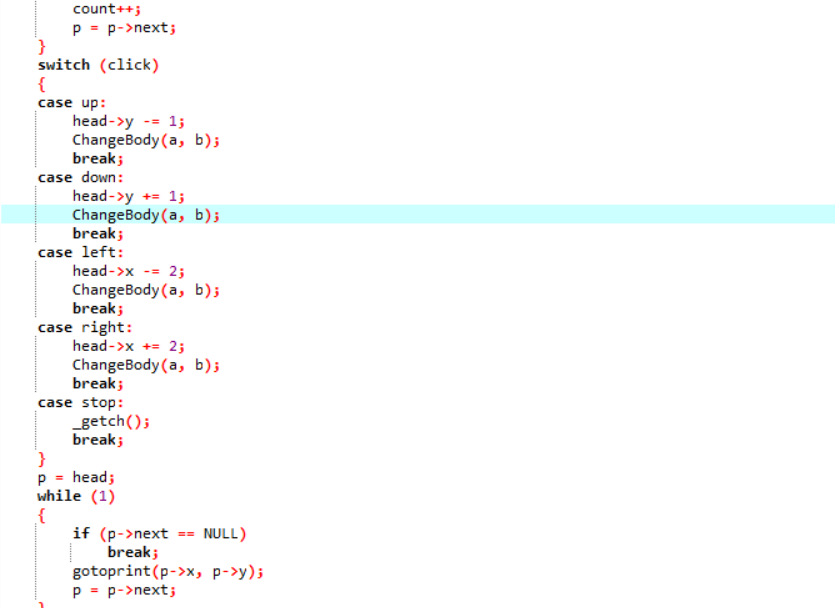 count++;
p = p->next;
}
switch (click)
{
case up:
head->y -= 1;
ChangeBody(a, b);
break;
case down:
head->y += 1;
ChangeBody(a, b);
break;
case left:
head->x -= 2;
ChangeBody(a, b);
break;
case right:
head->x += 2;
ChangeBody(a, b);
break;
case stop:
_getch();
break;
}
p = head;
while (1)
{
if (p->next == NULL)
break;
gotoprint(p->x, p->y);
p = p->next;
}